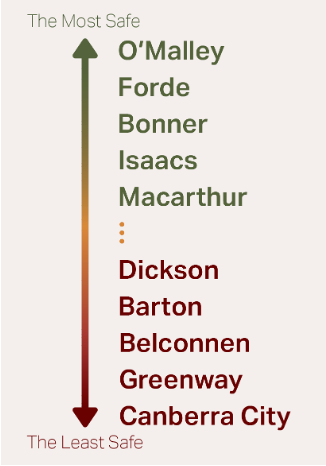 The Most Safe
O‘Malley
Forde
Bonner
Isaacs
Macarthur
Dickson
Barton
Belconnen
Greenway
Canberra City
The Least Safe